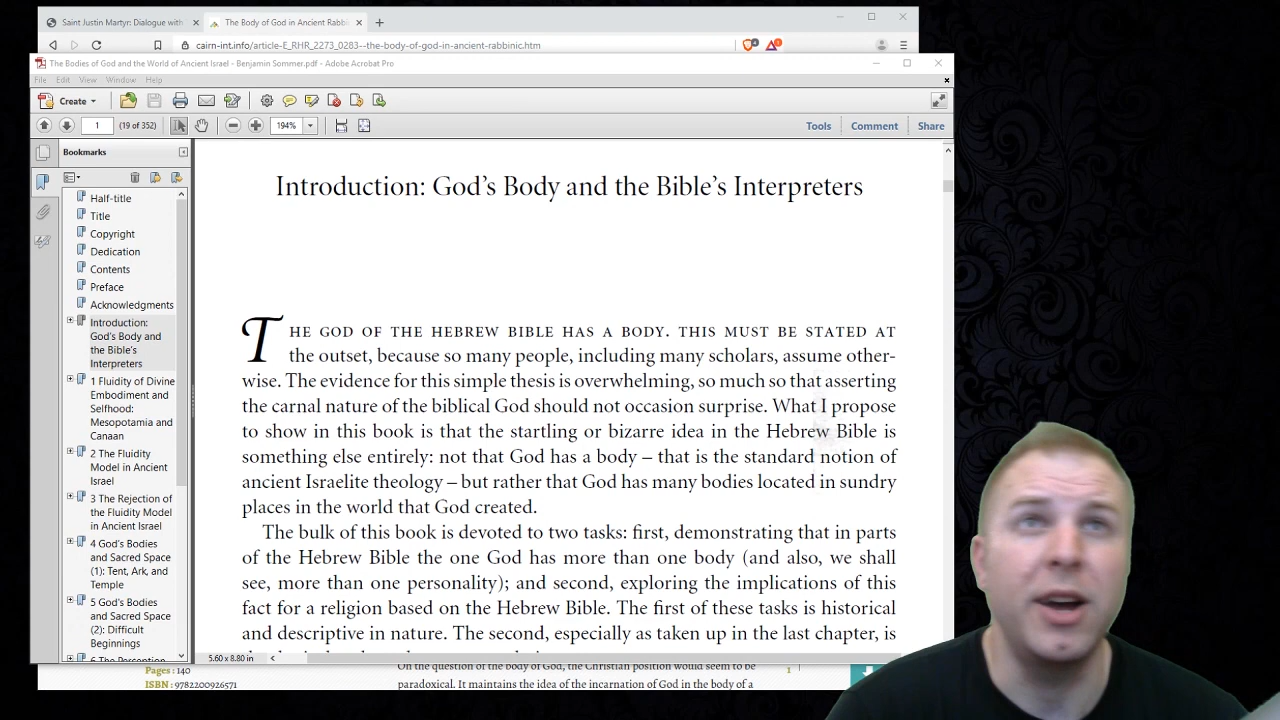 Saint Justin Martyr: Dialogue with
The Body of God in Ancient Rabbi
cairn-int.info/article-E_RHR_2273_0283--the-body-of-god-in-ancient-rabbinic.htm
The Bodies of God and the World of Ancient Israel - Benjamin Sommer.pdf - Adobe Acrobat Pro
File Edit View Window Help
Create
1 (19 of 352) 194% Tools Comment Share
Bookmarks
Half-title
Title
Copyright
Dedication
Contents
Preface
Acknowledgments
Introduction:
God's Body and
the Bible's
Interpreters
1 Fluidity of Divine
Embodiment and
Selfhood:
Mesopotamia and
Canaan
2 The Fluidity
Model in Ancient
Israel
3 The Rejection of
the Fluidity Model
in Ancient Israel
4 God's Bodies
and Sacred Space
(1): Tent, Ark, and
Temple
5 God's Bodies
and Sacred Space
(2): Difficult
Beginnings
6 The Perception
Introduction: God's Body and the Bible's Interpreters
THE GOD OF THE HEBREW BIBLE HAS A BODY. THIS MUST BE STATED AT
the outset, because so many people, including many scholars, assume other-
wise. The evidence for this simple thesis is overwhelming, so much so that asserting
the carnal nature of the biblical God should not occasion surprise. What I propose
to show in this book is that the startling or bizarre idea in the Hebrew Bible is
something else entirely: not that God has a body – that is the standard notion of
ancient Israelite theology – but rather that God has many bodies located in sundry
places in the world that God created.
The bulk of this book is devoted to two tasks: first, demonstrating that in parts
of the Hebrew Bible the one God has more than one body (and also, we shall
see, more than one personality); and second, exploring the implications of this
fact for a religion based on the Hebrew Bible. The first of these tasks is historical
and descriptive in nature. The second, especially as taken up in the last chapter, is
5.60 x 8.80 in
Pages : 140
ISBN : 9782200926571
On the question of the body of God, the Christian position would seem to be
paradoxical. It maintains the idea of the incarnation of God in the body of a
1